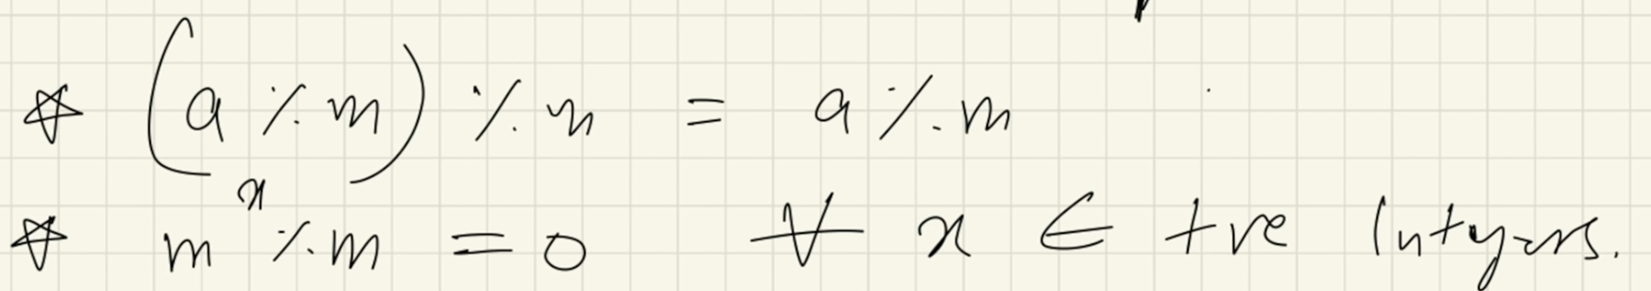 ☆ (a % m) % m = a % m
☆ m^x % m = 0 ∀ x ∈ +ve Integers.